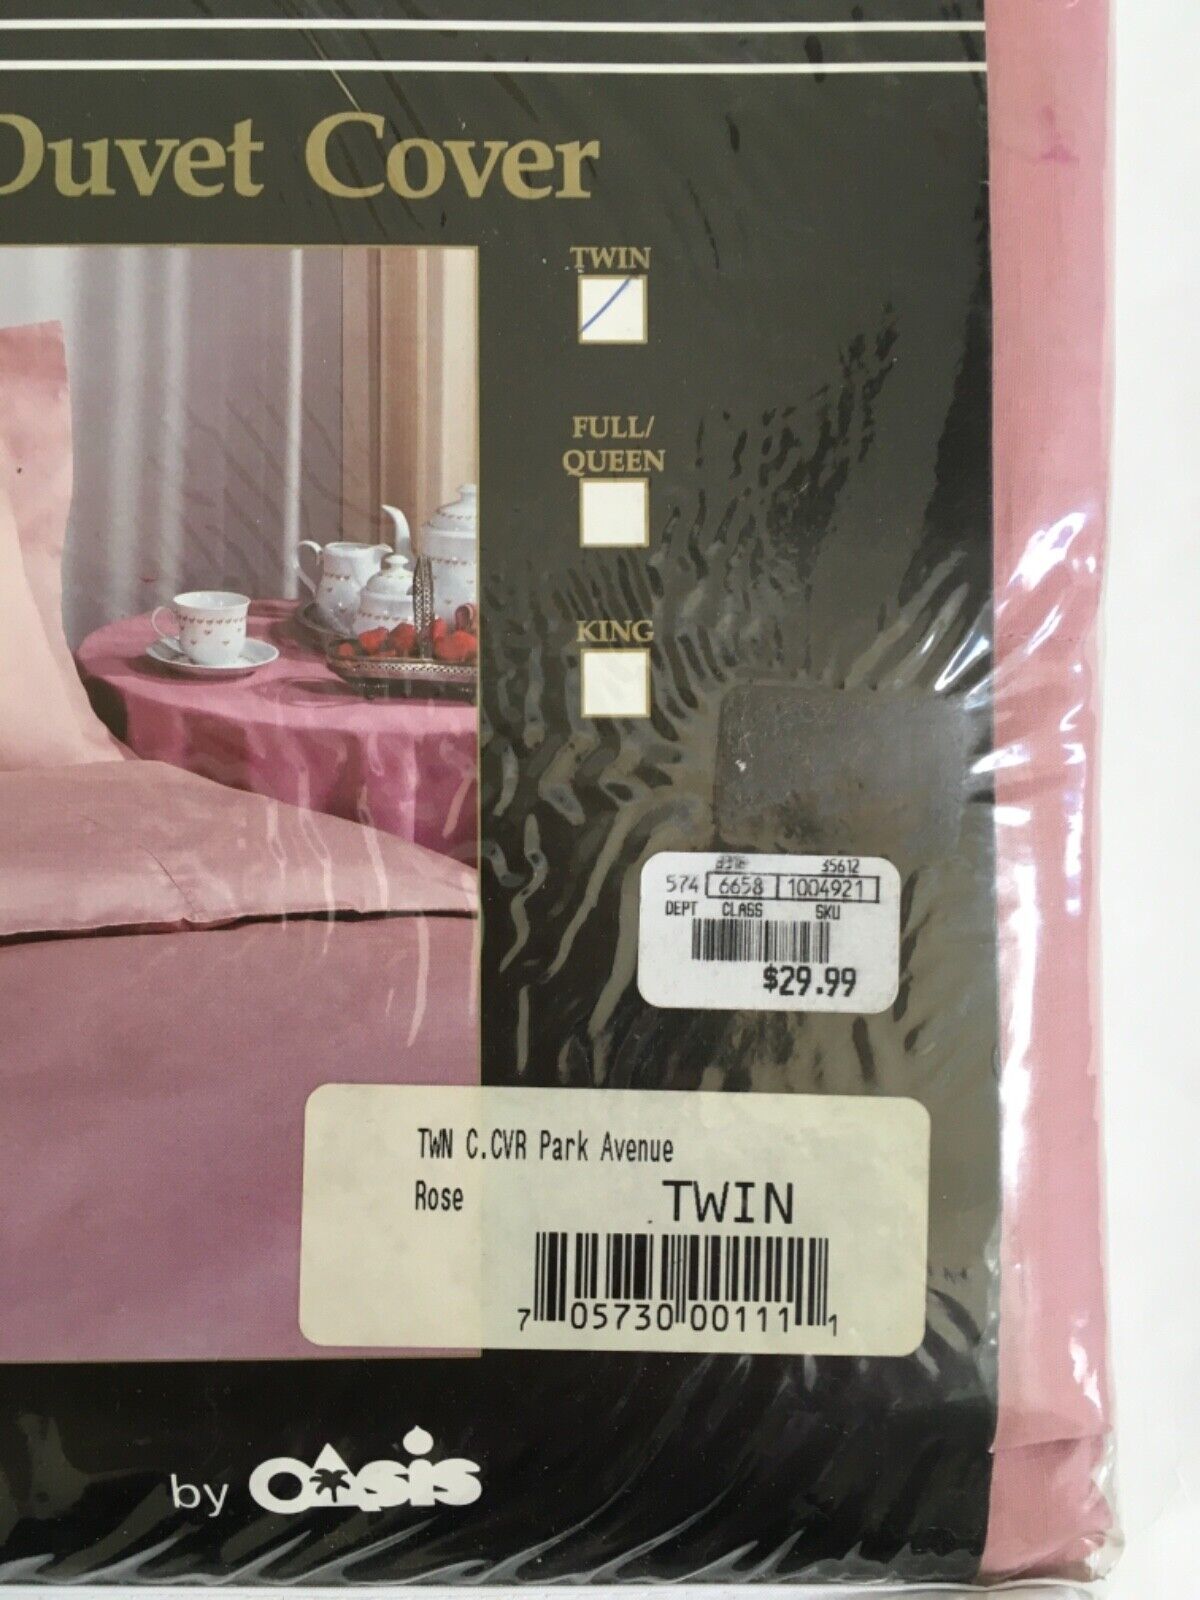 Duvet Cover
TWIN
FULL/
QUEEN
KING
35612
574 6658 1004921
DEPT CLASS SKU
$29.99
TWN C.CVR Park Avenue
Rose TWIN
7 05730 00111 1
by OASIS